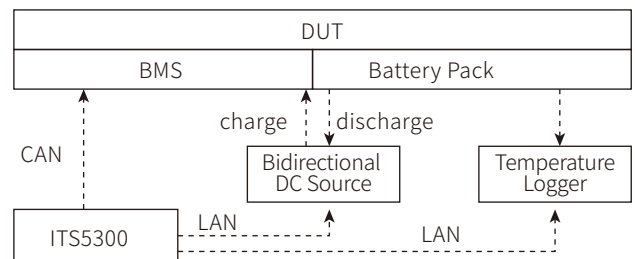 DUT
BMS
Battery Pack
charge
discharge
CAN
Bidirectional
DC Source
Temperature
Logger
LAN
LAN
ITS5300